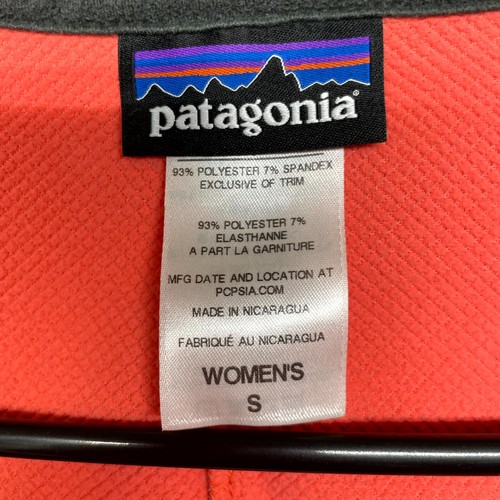 patagonia®
93% POLYESTER 7% SPANDEX
EXCLUSIVE OF TRIM
93% POLYESTER 7%
ELASTHANNE
A PART LA GARNITURE
MFG DATE AND LOCATION AT
PCPSIA.COM
MADE IN NICARAGUA
FABRIQUÉ AU NICARAGUA
WOMEN'S
S